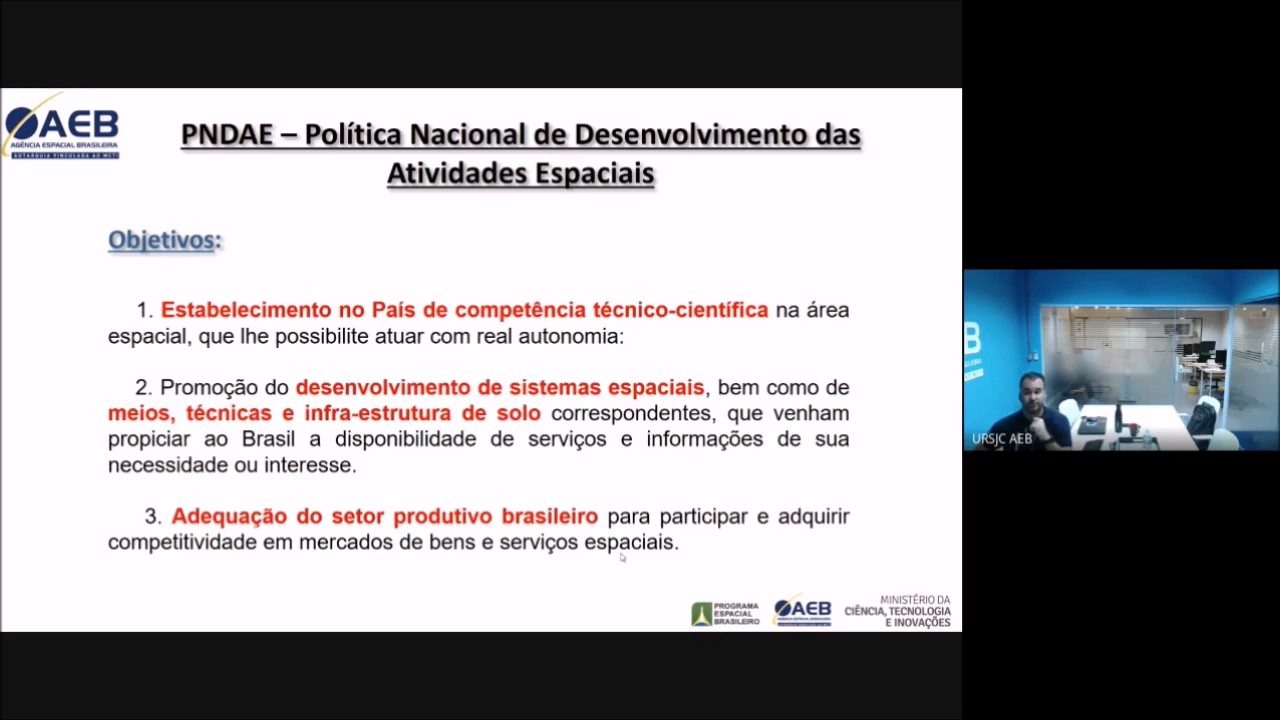 AEB
AGÊNCIA ESPACIAL BRASILEIRA
AUTARQUIA VINCULADA AO MCTI
PNDAE – Política Nacional de Desenvolvimento das
Atividades Espaciais
Objetivos:
1. Estabelecimento no País de competência técnico-científica na área
espacial, que lhe possibilite atuar com real autonomia:
2. Promoção do desenvolvimento de sistemas espaciais, bem como de
meios, técnicas e infra-estrutura de solo correspondentes, que venham
propiciar ao Brasil a disponibilidade de serviços e informações de sua
necessidade ou interesse.
3. Adequação do setor produtivo brasileiro para participar e adquirir
competitividade em mercados de bens e serviços espaciais.
PROGRAMA
ESPACIAL
BRASILEIRO
AEB
MINISTÉRIO DA
CIÊNCIA, TECNOLOGIA
E INOVAÇÕES
B
URSJC AEB